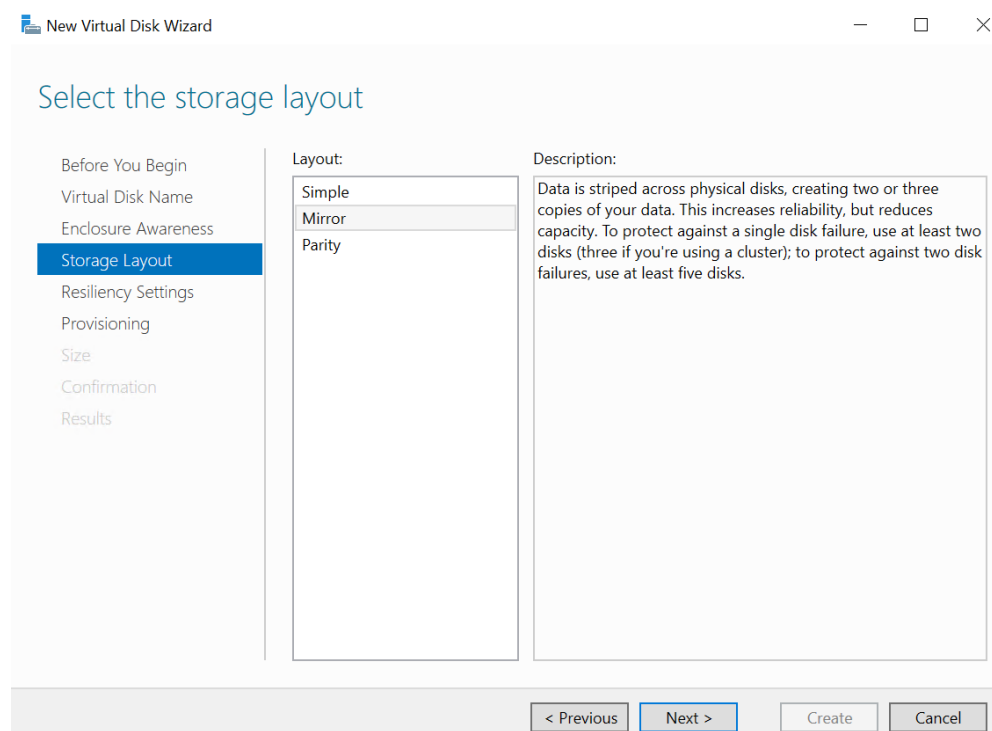 New Virtual Disk Wizard
Select the storage layout
Before You Begin
Virtual Disk Name
Enclosure Awareness
Storage Layout
Resiliency Settings
Provisioning
Size
Confirmation
Results
Layout:
Simple
Mirror
Parity
Description:
Data is striped across physical disks, creating two or three
copies of your data. This increases reliability, but reduces
capacity. To protect against a single disk failure, use at least two
disks (three if you're using a cluster); to protect against two disk
failures, use at least five disks.
< Previous
Next >
Create
Cancel